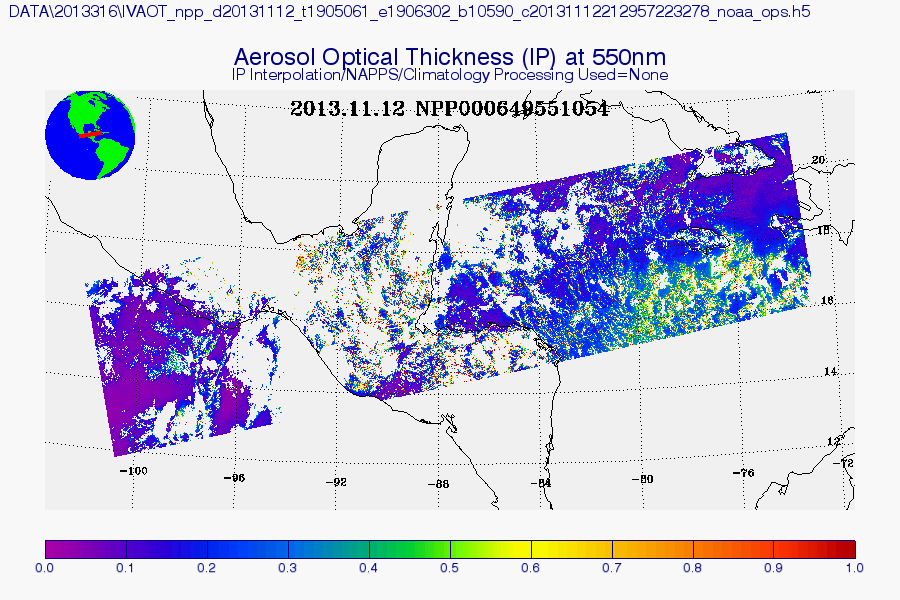 DATA\2013316\IVAOT_npp_d20131112_t1905061_e1906302_b10590_c20131112212957223278_noaa_ops.h5
Aerosol Optical Thickness (IP) at 550nm
IP Interpolation/NAPPS/Climatology Processing Used=None
2013.11.12 NPP000649551054
20
18
16
14
12
-100 -96 -92 -88 -84 -80 -76 -72
0.0 0.1 0.2 0.3 0.4 0.5 0.6 0.7 0.8 0.9 1.0